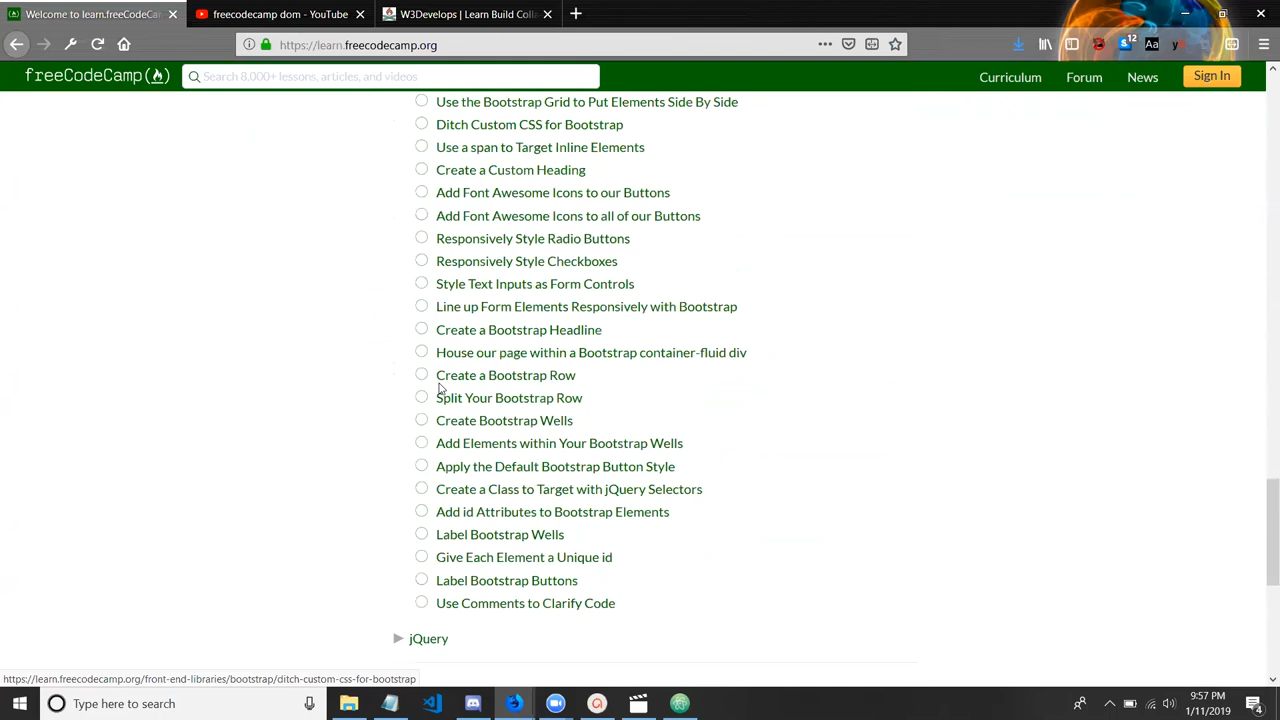 Welcome to learn.freeCodeCamp
freecodecamp dom - YouTube
W3Develops | Learn Build Collab
https://learn.freecodecamp.org
12
Aa
freeCodeCamp
Search 8,000+ lessons, articles, and videos
Curriculum
Forum
News
Sign In
Use the Bootstrap Grid to Put Elements Side By Side
Ditch Custom CSS for Bootstrap
Use a span to Target Inline Elements
Create a Custom Heading
Add Font Awesome Icons to our Buttons
Add Font Awesome Icons to all of our Buttons
Responsively Style Radio Buttons
Responsively Style Checkboxes
Style Text Inputs as Form Controls
Line up Form Elements Responsively with Bootstrap
Create a Bootstrap Headline
House our page within a Bootstrap container-fluid div
Create a Bootstrap Row
Split Your Bootstrap Row
Create Bootstrap Wells
Add Elements within Your Bootstrap Wells
Apply the Default Bootstrap Button Style
Create a Class to Target with jQuery Selectors
Add id Attributes to Bootstrap Elements
Label Bootstrap Wells
Give Each Element a Unique id
Label Bootstrap Buttons
Use Comments to Clarify Code
jQuery
https://learn.freecodecamp.org/front-end-libraries/bootstrap/ditch-custom-css-for-bootstrap
Type here to search
9:57 PM
1/11/2019
4